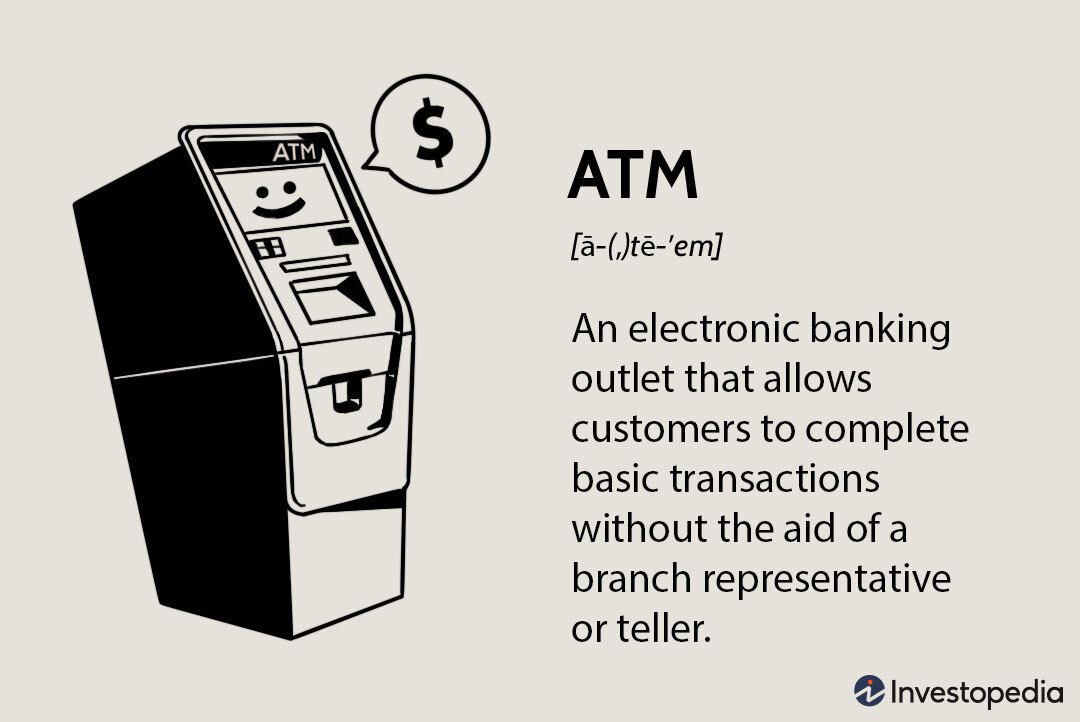 ATM
$
ATM
[ā-(,)tē-ʹem]
An electronic banking
outlet that allows
customers to complete
basic transactions
without the aid of a
branch representative
or teller.
Investopedia